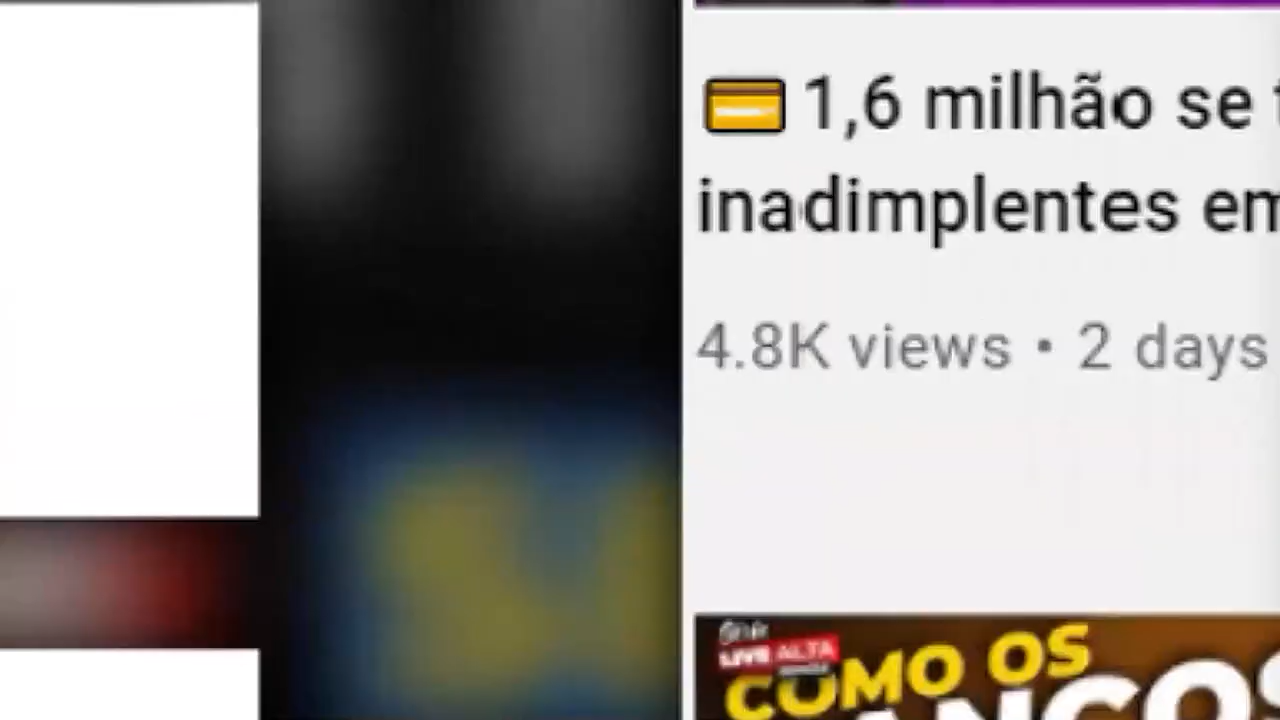 💳 1,6 milhão se
inadimplentes em
4.8K views • 2 days
LIVE ALTA
COMO OS